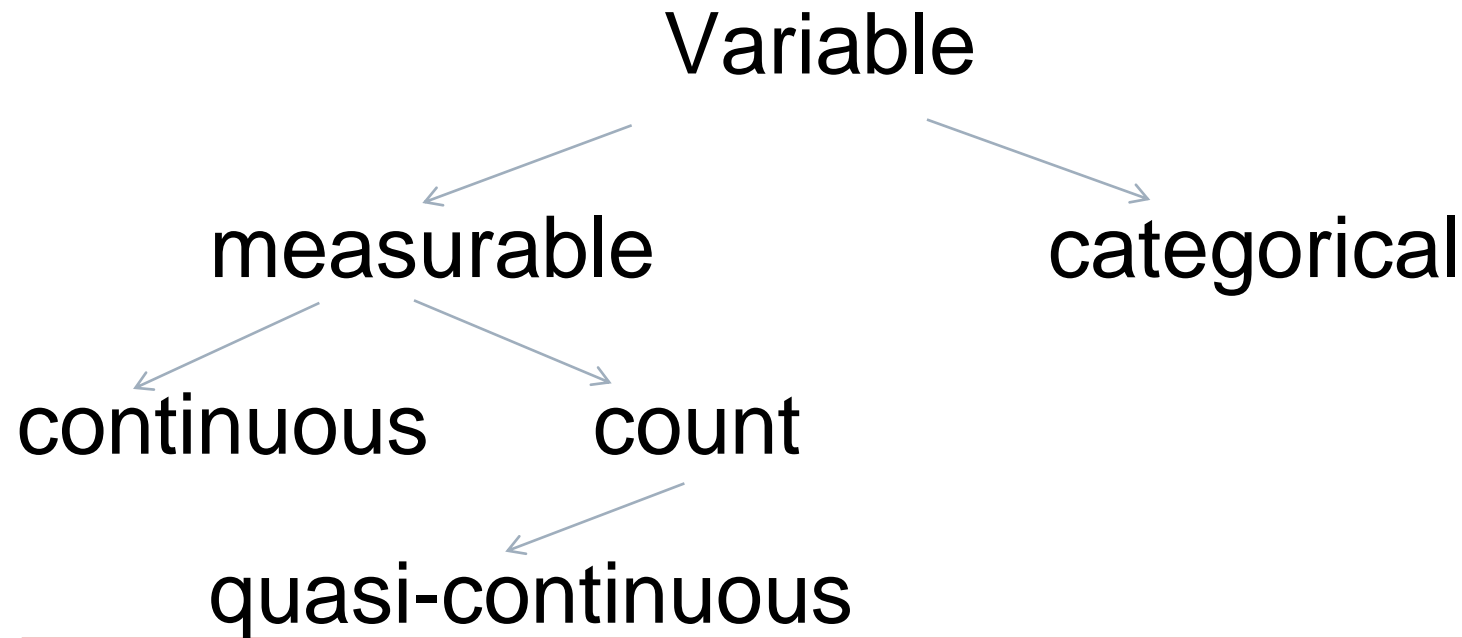 Variable
measurable categorical
continuous count
quasi-continuous